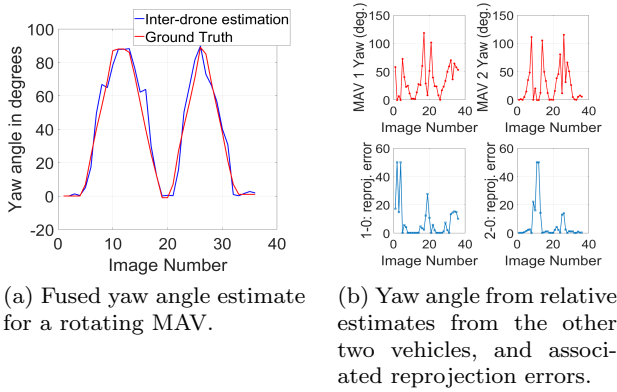 Inter-drone estimation
Ground Truth
Yaw angle in degrees
100
80
60
40
20
0
-20
0
10
20
30
40
Image Number
(a) Fused yaw angle estimate
for a rotating MAV.
MAV 1 Yaw (deg.)
150
100
50
0
0
20
40
Image Number
MAV 2 Yaw (deg.)
150
100
50
0
0
20
40
Image Number
1-0: reproj. error
60
40
20
0
0
20
40
Image Number
2-0: reproj. error
60
40
20
0
0
20
40
Image Number
(b) Yaw angle from relative
estimates from the other
two vehicles, and associ-
ated reprojection errors.